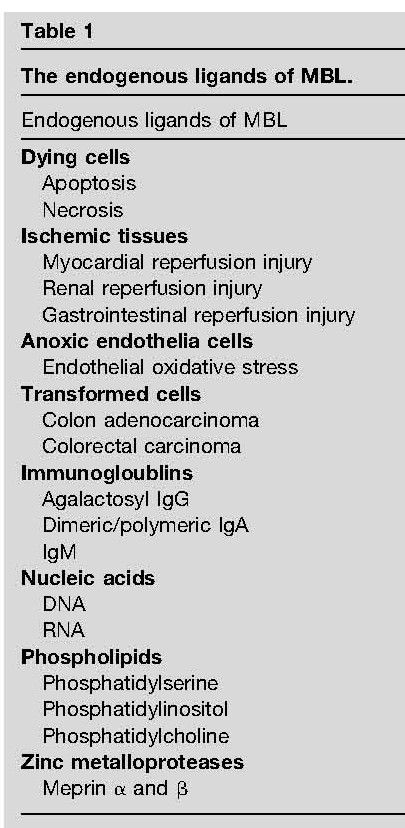 Table 1
The endogenous ligands of MBL.
Endogenous ligands of MBL
Dying cells
Apoptosis
Necrosis
Ischemic tissues
Myocardial reperfusion injury
Renal reperfusion injury
Gastrointestinal reperfusion injury
Anoxic endothelia cells
Endothelial oxidative stress
Transformed cells
Colon adenocarcinoma
Colorectal carcinoma
Immunogloublins
Agalactosyl IgG
Dimeric/polymeric IgA
IgM
Nucleic acids
DNA
RNA
Phospholipids
Phosphatidylserine
Phosphatidylinositol
Phosphatidylcholine
Zinc metalloproteases
Meprin α and β